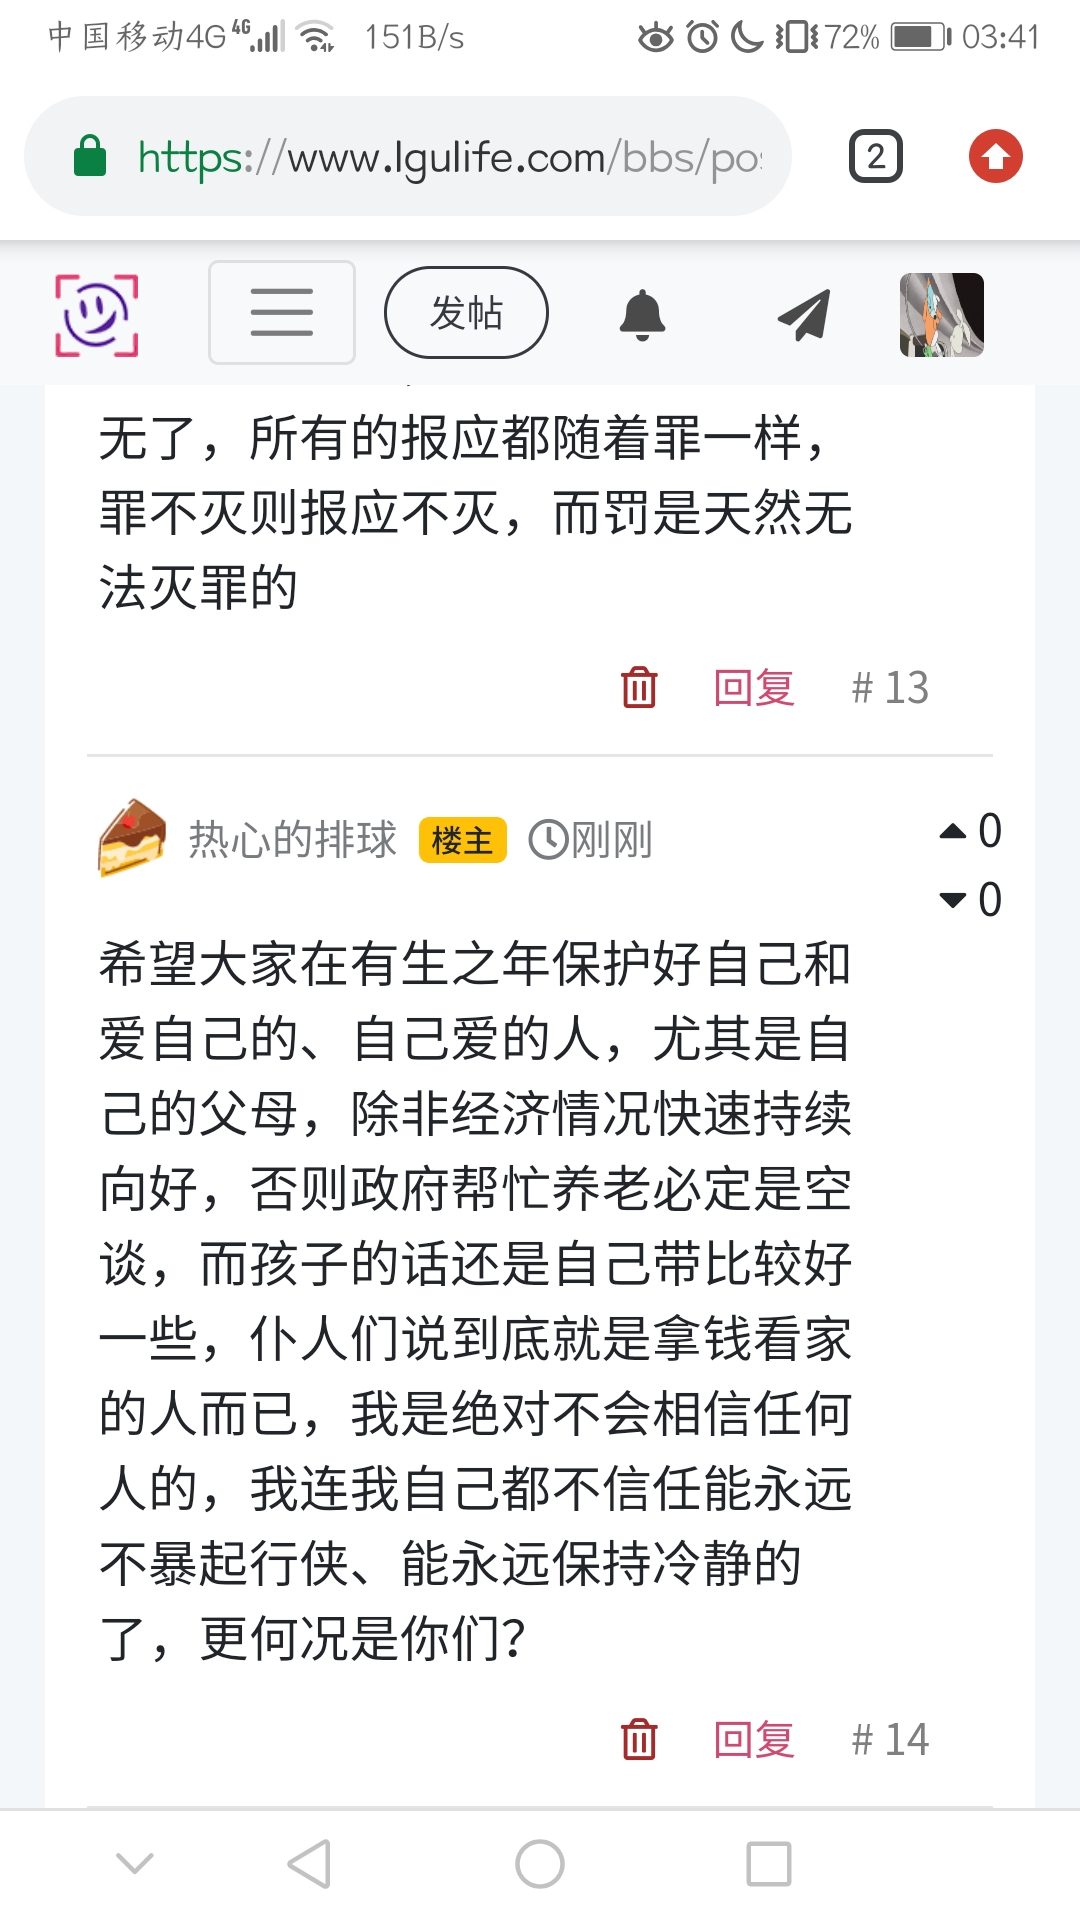 中国移动4G 4G 151B/s 72% 03:41
https://www.lgulife.com/bbs/po
2
发帖
无了，所有的报应都随着罪一样，
罪不灭则报应不灭，而罚是天然无
法灭罪的
回复 # 13
热心的排球 楼主 刚刚
0
0
希望大家在有生之年保护好自己和
爱自己的、自己爱的人，尤其是自
己的父母，除非经济情况快速持续
向好，否则政府帮忙养老必定是空
谈，而孩子的话还是自己带比较好
一些，仆人们说到底就是拿钱看家
的人而已，我是绝对不会相信任何
人的，我连我自己都不信任能永远
不暴起行侠、能永远保持冷静的
了，更何况是你们？
回复 # 14